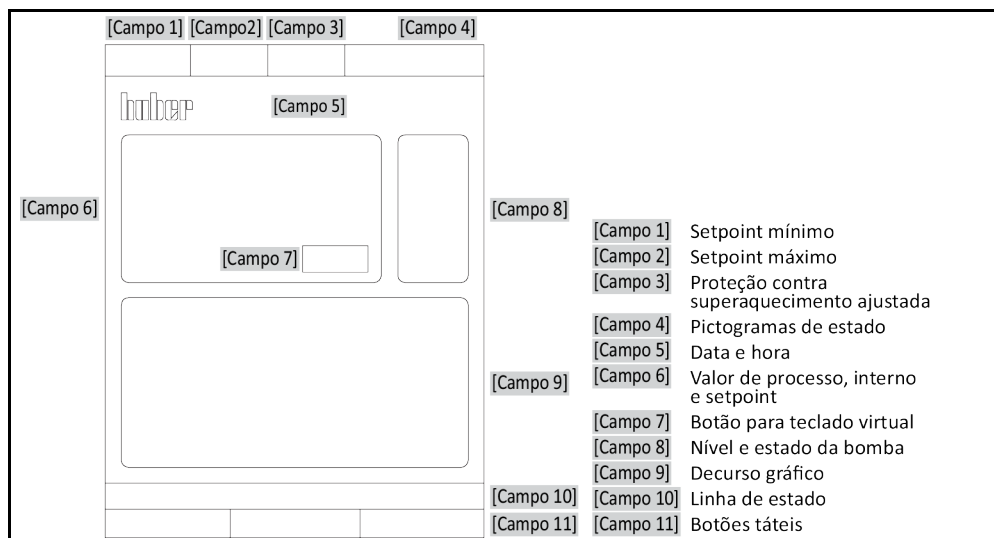 [Campo 1] [Campo2] [Campo 3] [Campo 4]
huber [Campo 5]
[Campo 6]
[Campo 7]
[Campo 8]
[Campo 9]
[Campo 10]
[Campo 11]
[Campo 1] Setpoint mínimo
[Campo 2] Setpoint máximo
[Campo 3] Proteção contra
superaquecimento ajustada
[Campo 4] Pictogramas de estado
[Campo 5] Data e hora
[Campo 6] Valor de processo, interno
e setpoint
[Campo 7] Botão para teclado virtual
[Campo 8] Nível e estado da bomba
[Campo 9] Decurso gráfico
[Campo 10] Linha de estado
[Campo 11] Botões táteis